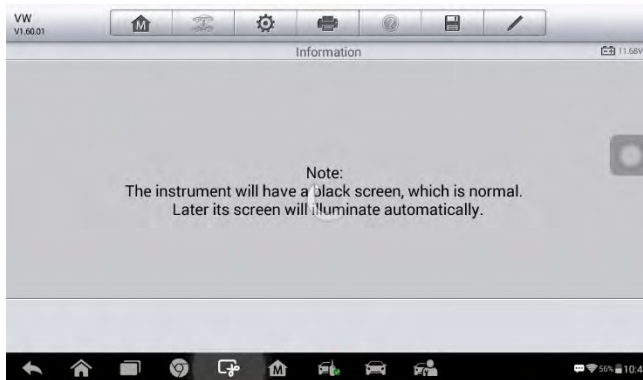 VW
V1.60.01
M
Information
11.68V
Note:
The instrument will have a black screen, which is normal.
Later its screen will illuminate automatically.
M
56%